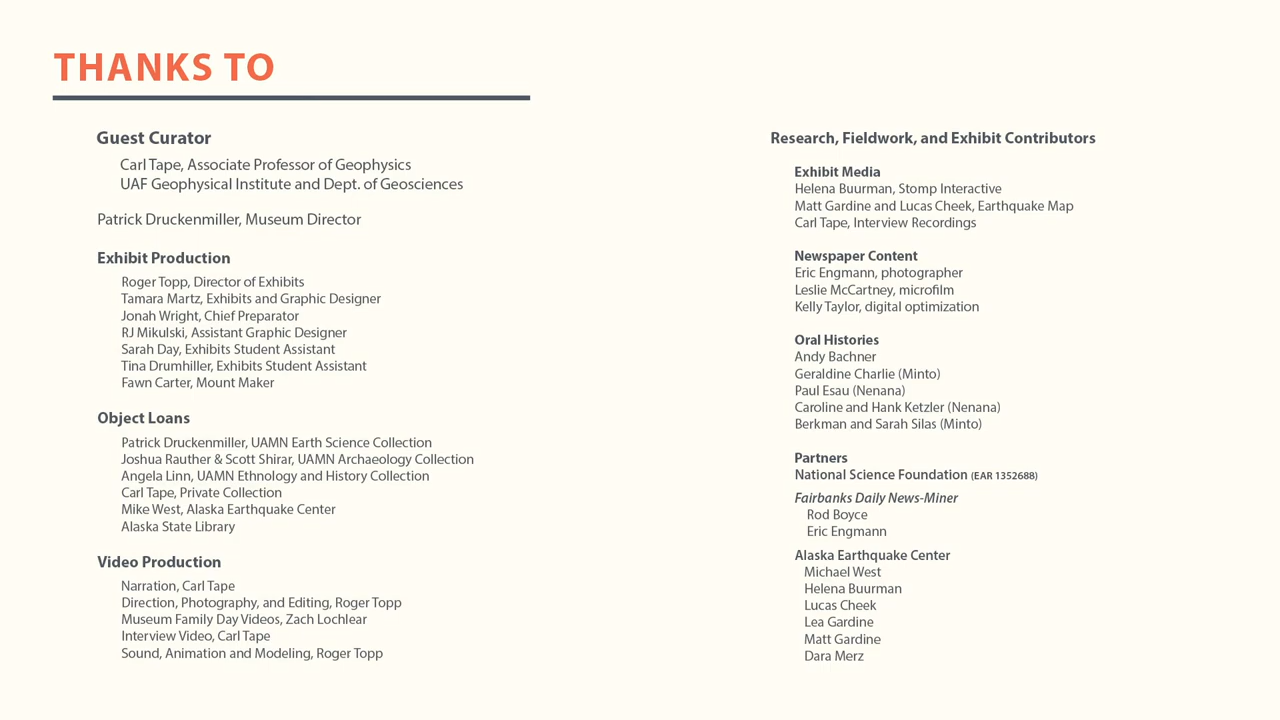 THANKS TO
Guest Curator
Carl Tape, Associate Professor of Geophysics
UAF Geophysical Institute and Dept. of Geosciences
Patrick Druckenmiller, Museum Director
Exhibit Production
Roger Topp, Director of Exhibits
Tamara Martz, Exhibits and Graphic Designer
Jonah Wright, Chief Preparator
RJ Mikulski, Assistant Graphic Designer
Sarah Day, Exhibits Student Assistant
Tina Drumhiller, Exhibits Student Assistant
Fawn Carter, Mount Maker
Object Loans
Patrick Druckenmiller, UAMN Earth Science Collection
Joshua Rauther & Scott Shirar, UAMN Archaeology Collection
Angela Linn, UAMN Ethnology and History Collection
Carl Tape, Private Collection
Mike West, Alaska Earthquake Center
Alaska State Library
Video Production
Narration, Carl Tape
Direction, Photography, and Editing, Roger Topp
Museum Family Day Videos, Zach Lochlear
Interview Video, Carl Tape
Sound, Animation and Modeling, Roger Topp
Research, Fieldwork, and Exhibit Contributors
Exhibit Media
Helena Buurman, Stomp Interactive
Matt Gardine and Lucas Cheek, Earthquake Map
Carl Tape, Interview Recordings
Newspaper Content
Eric Engmann, photographer
Leslie McCartney, microfilm
Kelly Taylor, digital optimization
Oral Histories
Andy Bachner
Geraldine Charlie (Minto)
Paul Esau (Nenana)
Caroline and Hank Ketzler (Nenana)
Berkman and Sarah Silas (Minto)
Partners
National Science Foundation (EAR 1352688)
Fairbanks Daily News-Miner
Rod Boyce
Eric Engmann
Alaska Earthquake Center
Michael West
Helena Buurman
Lucas Cheek
Lea Gardine
Matt Gardine
Dara Merz